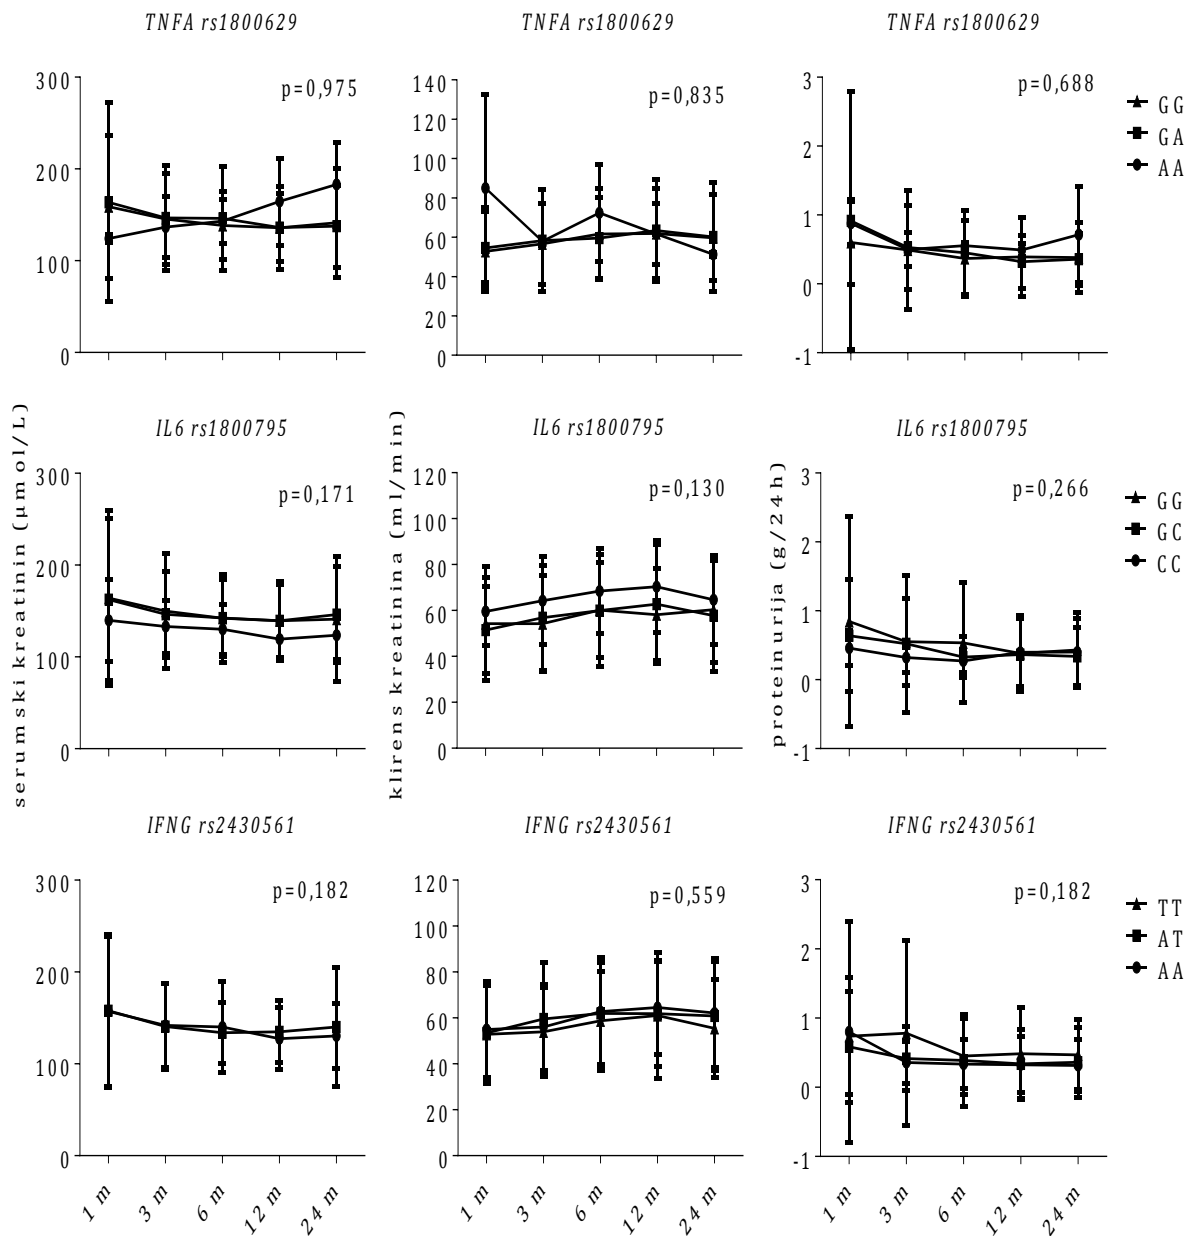 TNFA rs1800629
TNFA rs1800629
TNFA rs1800629
300
200
100
0
p=0,975
140
120
100
80
60
40
20
0
p=0,835
3
2
1
0
-1
p=0,688
GG
GA
AA
serumski kreatinin (µmol/L)
klirens kreatinina (ml/min)
proteinurija (g/24h)
IL6 rs1800795
IL6 rs1800795
IL6 rs1800795
300
200
100
0
p=0,171
120
100
80
60
40
20
0
p=0,130
3
2
1
0
-1
p=0,266
GG
GC
CC
IFNG rs2430561
IFNG rs2430561
IFNG rs2430561
300
200
100
0
p=0,182
120
100
80
60
40
20
0
p=0,559
3
2
1
0
-1
p=0,182
TT
AT
AA
1 m
3 m
6 m
12 m
24 m
1 m
3 m
6 m
12 m
24 m
1 m
3 m
6 m
12 m
24 m